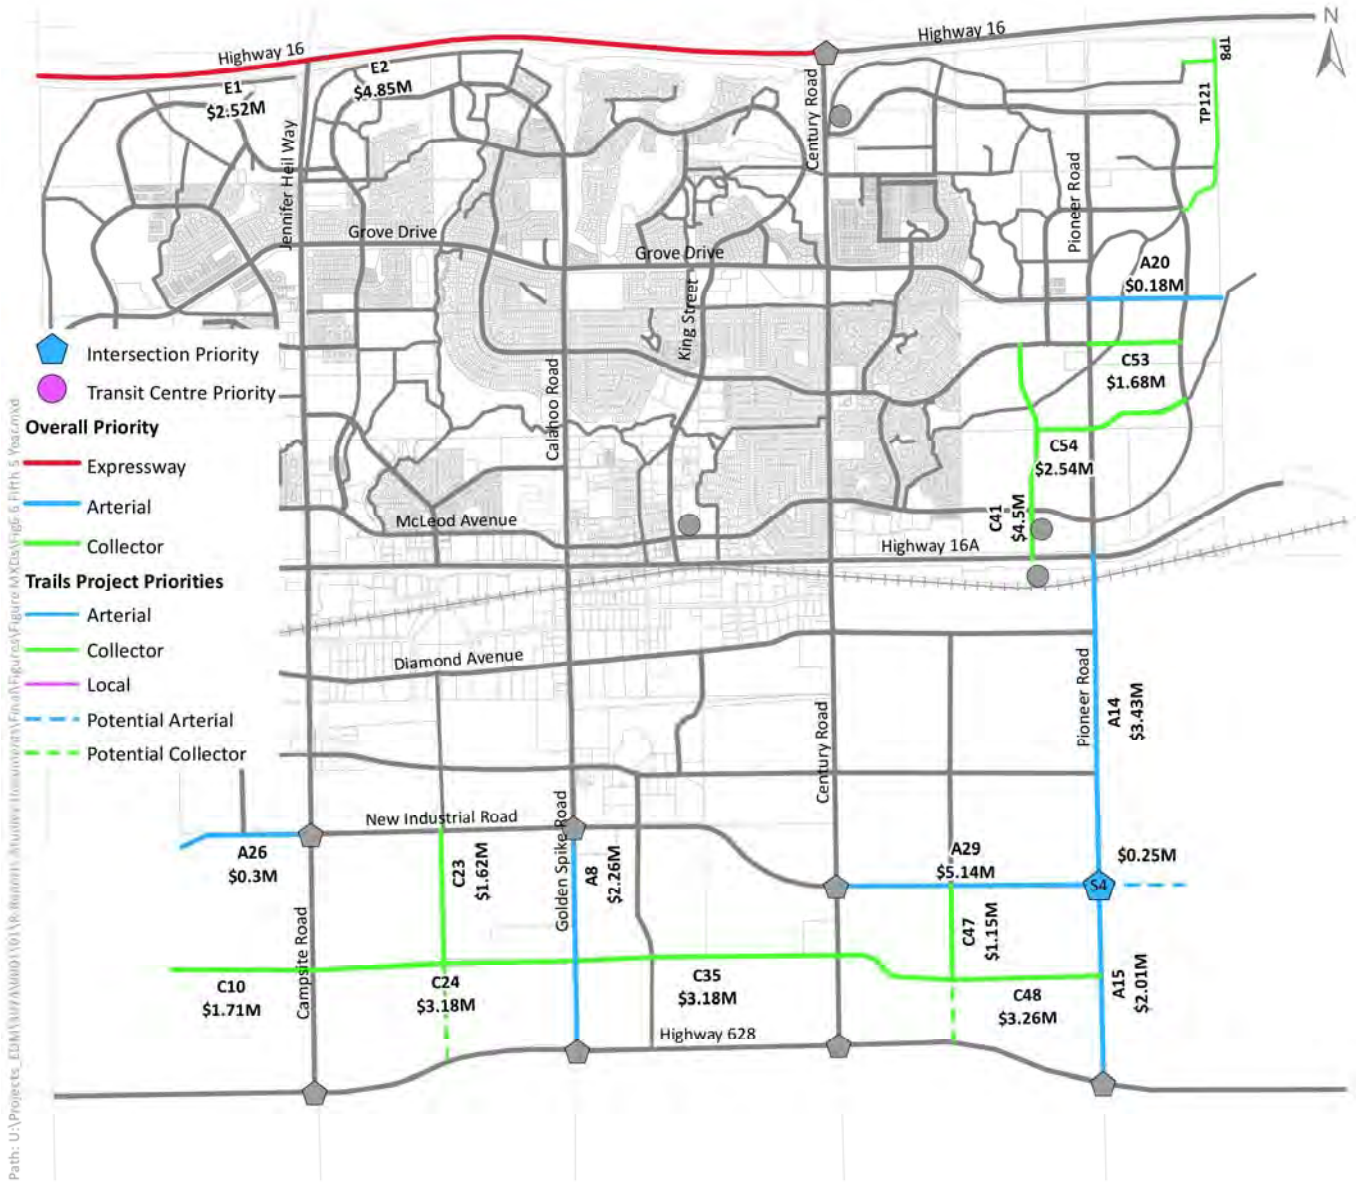 Highway 16
N
Highway 16
TP8
E2
$4.85M
E1
$2.52M
TP121
Century Road
Jennifer Heil Way
Pioneer Road
Grove Drive
Grove Drive
A20
$0.18M
King Street
Calahoo Road
C53
$1.68M
C54
$2.54M
C41
$4.5M
McLeod Avenue
Highway 16A
Intersection Priority
Transit Centre Priority
Overall Priority
Expressway
Arterial
Collector
Trails Project Priorities
Arterial
Collector
Local
Potential Arterial
Potential Collector
Diamond Avenue
Pioneer Road
A14
$3.43M
Century Road
New Industrial Road
Golden Spike Road
A26
$0.3M
C23
$1.62M
A8
$2.26M
A29
$5.14M
$0.25M
S4
C47
$1.15M
Campsite Road
C10
$1.71M
C24
$3.18M
C35
$3.18M
C48
$3.26M
A15
$2.01M
Highway 628